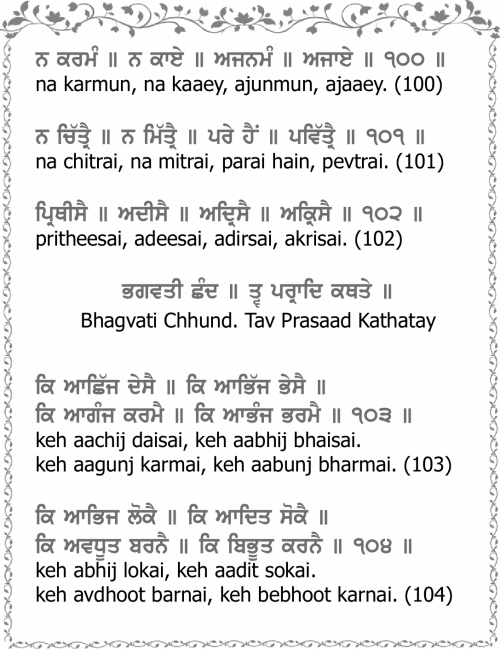 ਨ ਕਰਮੰ ॥ ਨ ਕਾਏ ॥ ਅਜਨਮੰ ॥ ਅਜਾਏ ॥ ੧੦੦ ॥
na karmun, na kaaey, ajunmun, ajaaey. (100)
ਨ ਚਿੱਤ੍ਰੈ ॥ ਨ ਮਿੱਤ੍ਰੈ ॥ ਪਰੇ ਹੈਂ ॥ ਪਵਿੱਤ੍ਰੈ ॥ ੧੦੧ ॥
na chitrai, na mitrai, parai hain, pevtrai. (101)
ਪ੍ਰਿਥੀਸੈ ॥ ਅਦੀਸੈ ॥ ਅਦ੍ਰਿਸੈ ॥ ਅਕ੍ਰਿਸੈ ॥ ੧੦੨ ॥
pritheesai, adeesai, adirsai, akrisai. (102)
ਭਗਵਤੀ ਛੰਦ ॥ ਤ੍ਵ ਪਰ੍ਸਾਦਿ ਕਥਤੇ ॥
Bhagvati Chhund. Tav Prasaad Kathatay
ਕਿ ਆਛਿੱਜ ਦੇਸੈ ॥ ਕਿ ਆਭਿੱਜ ਭੇਸੈ ॥
ਕਿ ਆਗੰਜ ਕਰਮੈ ॥ ਕਿ ਆਭੰਜ ਭਰਮੈ ॥ ੧੦੩ ॥
keh aachij daisai, keh aabhij bhaisai.
keh aagunj karmai, keh aabunj bharmai. (103)
ਕਿ ਆਭਿਜ ਲੋਕੈ ॥ ਕਿ ਆਦਿਤ ਸੋਕੈ ॥
ਕਿ ਅਵਧੂਤ ਬਰਨੈ ॥ ਕਿ ਬਿਭੂਤ ਕਰਨੈ ॥ ੧੦੪ ॥
keh abhij lokai, keh aadit sokai.
keh avdhoot barnai, keh bebhoot karnai. (104)